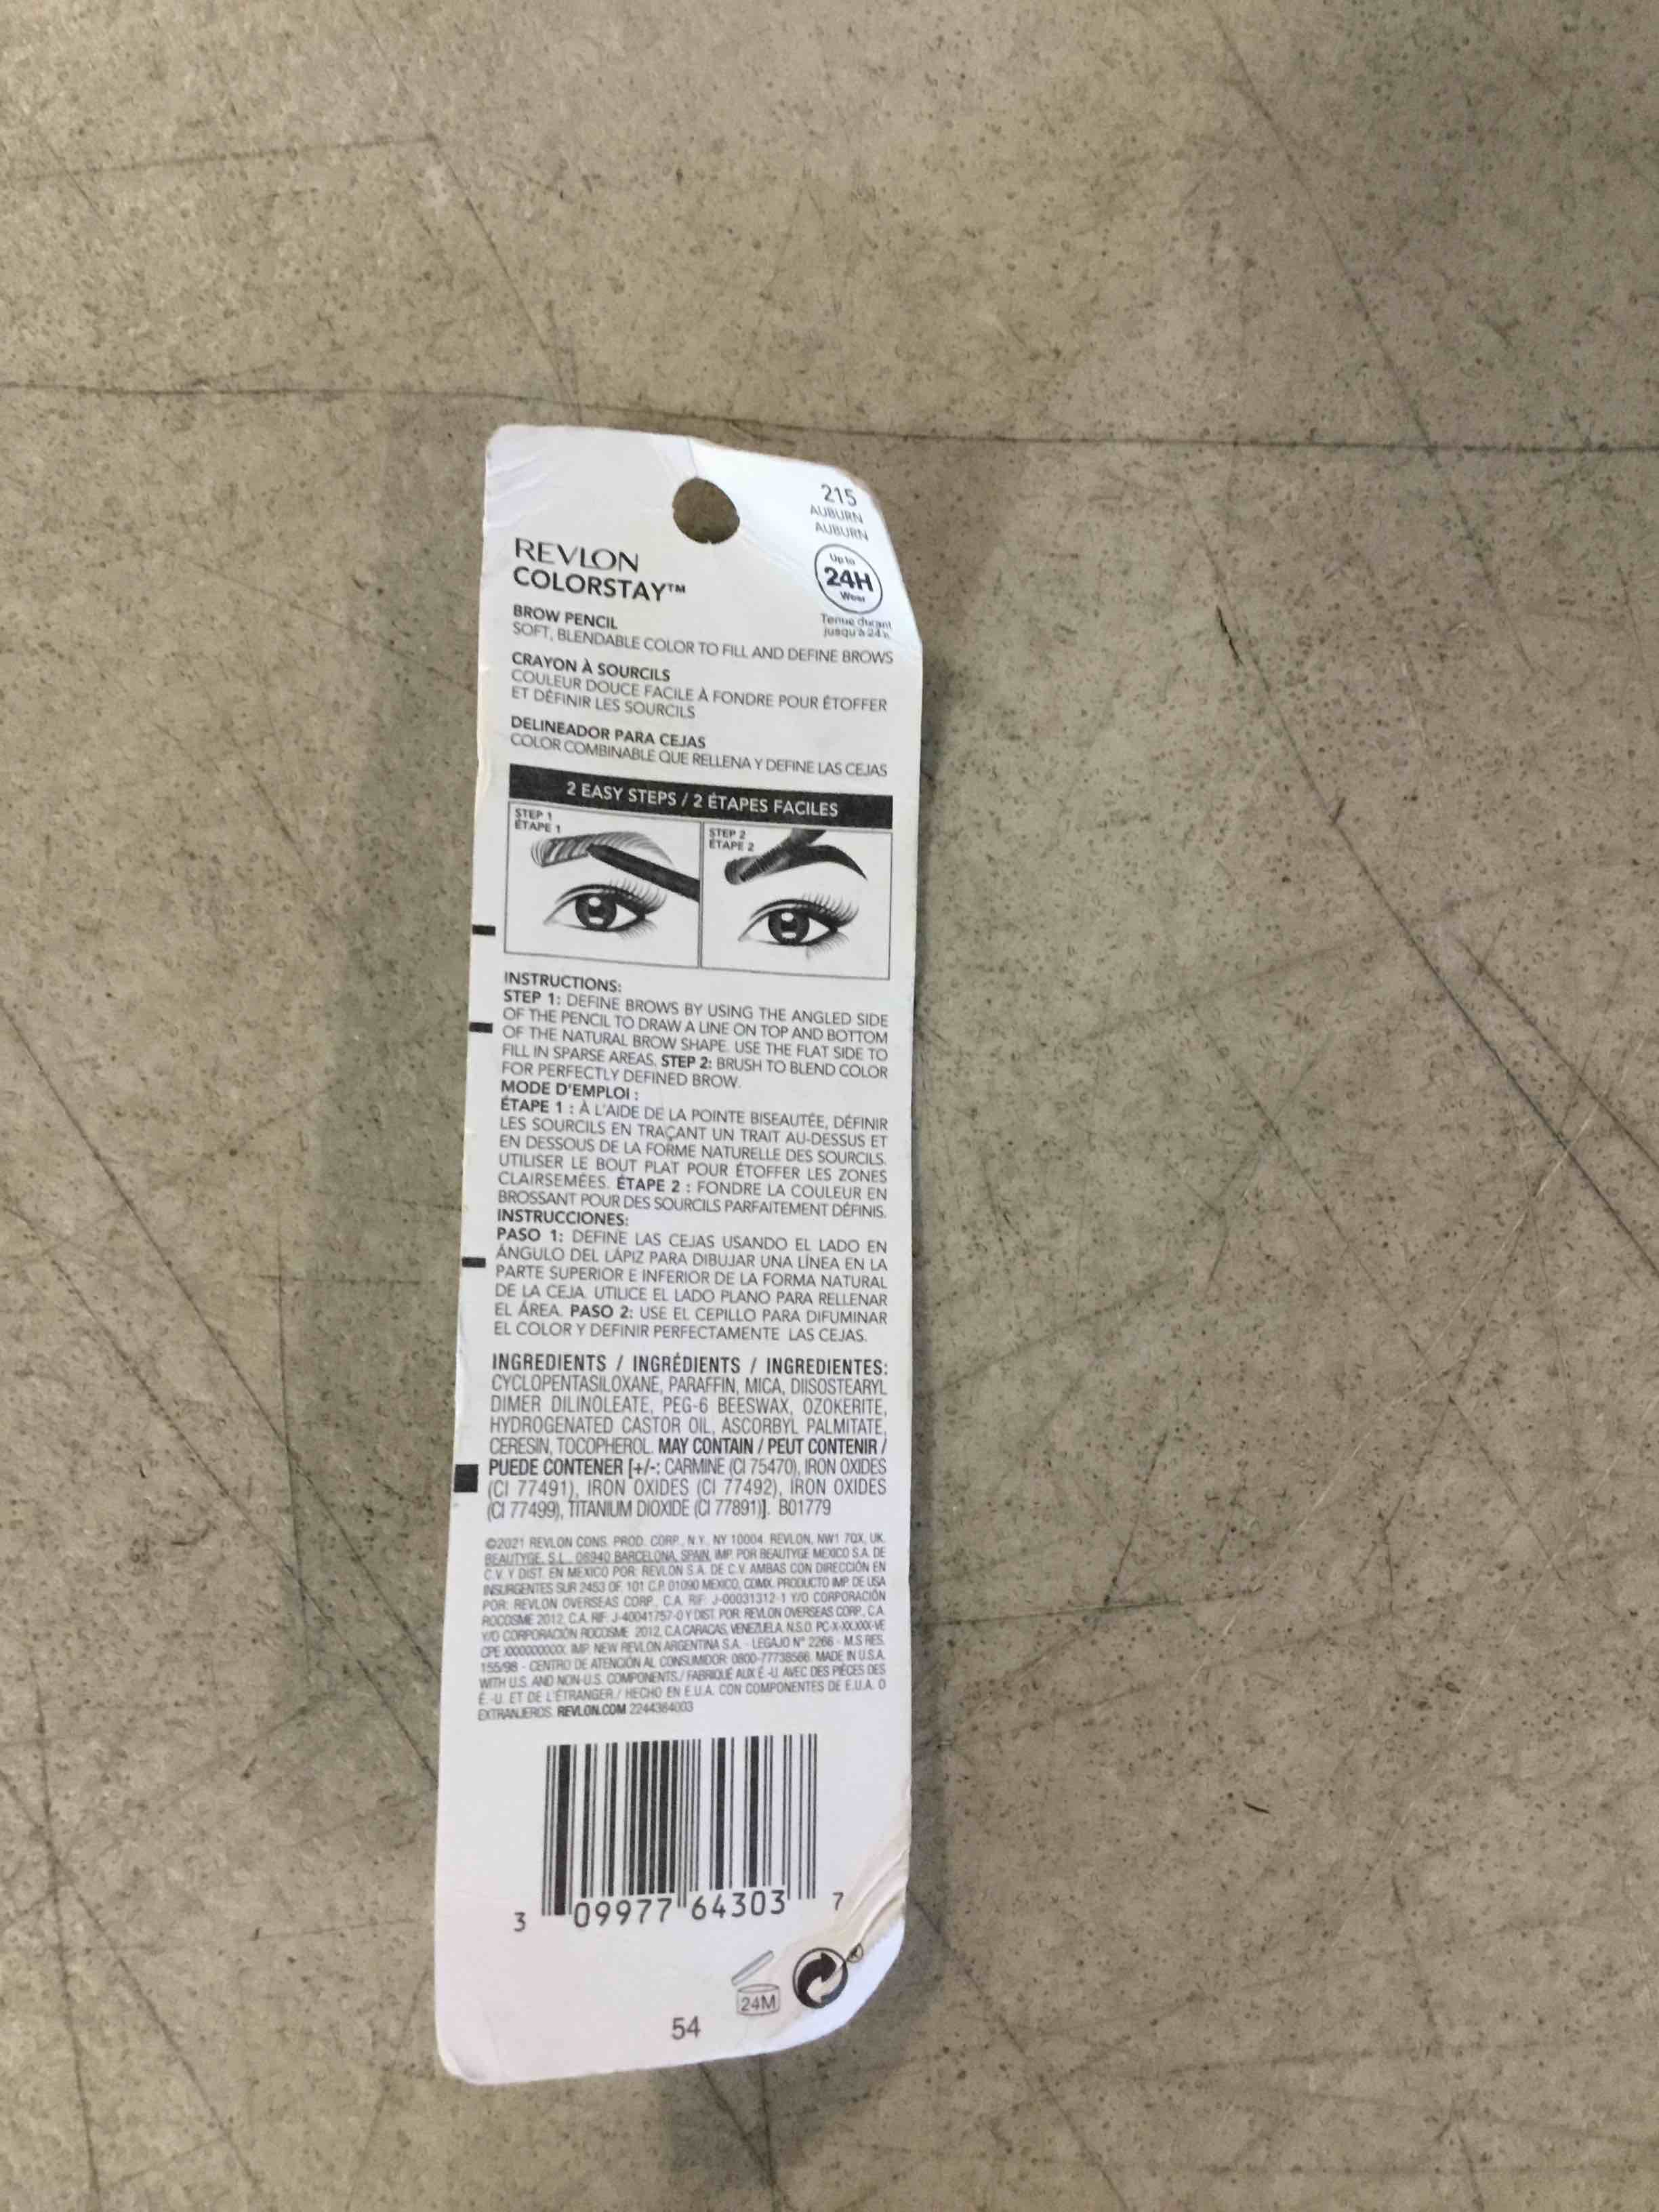 215
AUBURN
AUBURN
REVLON
COLORSTAY™
Up to
24H
Wear
Tenue durant
jusqu'à 24 h.
BROW PENCIL
SOFT, BLENDABLE COLOR TO FILL AND DEFINE BROWS
CRAYON À SOURCILS
COULEUR DOUCE FACILE À FONDRE POUR ÉTOFFER
ET DÉFINIR LES SOURCILS
DELINEADOR PARA CEJAS
COLOR COMBINABLE QUE RELLENA Y DEFINE LAS CEJAS
2 EASY STEPS / 2 ÉTAPES FACILES
STEP 1
ÉTAPE 1
STEP 2
ÉTAPE 2
INSTRUCTIONS:
STEP 1: DEFINE BROWS BY USING THE ANGLED SIDE
OF THE PENCIL TO DRAW A LINE ON TOP AND BOTTOM
OF THE NATURAL BROW SHAPE. USE THE FLAT SIDE TO
FILL IN SPARSE AREAS. STEP 2: BRUSH TO BLEND COLOR
FOR PERFECTLY DEFINED BROW.
MODE D'EMPLOI :
ÉTAPE 1 : À L'AIDE DE LA POINTE BISEAUTÉE, DÉFINIR
LES SOURCILS EN TRAÇANT UN TRAIT AU-DESSUS ET
EN DESSOUS DE LA FORME NATURELLE DES SOURCILS.
UTILISER LE BOUT PLAT POUR ÉTOFFER LES ZONES
CLAIRSEMÉES. ÉTAPE 2 : FONDRE LA COULEUR EN
BROSSANT POUR DES SOURCILS PARFAITEMENT DÉFINIS.
INSTRUCCIONES:
PASO 1: DEFINE LAS CEJAS USANDO EL LADO EN
ÁNGULO DEL LÁPIZ PARA DIBUJAR UNA LÍNEA EN LA
PARTE SUPERIOR E INFERIOR DE LA FORMA NATURAL
DE LA CEJA. UTILICE EL LADO PLANO PARA RELLENAR
EL ÁREA. PASO 2: USE EL CEPILLO PARA DIFUMINAR
EL COLOR Y DEFINIR PERFECTAMENTE LAS CEJAS.
INGREDIENTS / INGRÉDIENTS / INGREDIENTES:
CYCLOPENTASILOXANE, PARAFFIN, MICA, DIISOSTEARYL
DIMER DILINOLEATE, PEG-6 BEESWAX, OZOKERITE,
HYDROGENATED CASTOR OIL, ASCORBYL PALMITATE,
CERESIN, TOCOPHEROL. MAY CONTAIN / PEUT CONTENIR /
PUEDE CONTENER [+/-: CARMINE (CI 75470), IRON OXIDES
(CI 77491), IRON OXIDES (CI 77492), IRON OXIDES
(CI 77499), TITANIUM DIOXIDE (CI 77891)]. B01779
©2021 REVLON CONS. PROD. CORP., N.Y. NY 10004. REVLON, NW1 7QX, UK.
BEAUTYGE, S.L. 08940 BARCELONA, SPAIN. IMP. POR BEAUTYGE MEXICO S.A. DE
C.V. Y DIST. EN MEXICO POR: REVLON S.A. DE C.V. AMBAS CON DIRECCIÓN EN
INSURGENTES SUR 2453 OF. 101 C.P. 01090 MEXICO, CDMX. PRODUCTO IMP. DE USA
POR: REVLON OVERSEAS CORP., C.A. RIF: J-00031312-1 Y/O CORPORACIÓN
ROCOSME 2012, C.A. RIF: J-40041757-0 Y DIST. POR: REVLON OVERSEAS CORP., C.A.
Y/O CORPORACIÓN ROCOSME 2012, C.A.CARACAS, VENEZUELA. N.S.O. PC-X-XX.XXX-VE
CPE XXXXXXXXXX. IMP. NEW REVLON ARGENTINA S.A. - LEGAJO N° 2266 - M.S RES.
155/98 - CENTRO DE ATENCIÓN AL CONSUMIDOR: 0800-77738566. MADE IN U.S.A.
WITH U.S. AND NON-U.S. COMPONENTS./ FABRIQUÉ AUX É.-U. AVEC DES PIÈCES DES
É.-U. ET DE L'ÉTRANGER./ HECHO EN E.U.A. CON COMPONENTES DE E.U.A. O
EXTRANJEROS. REVLON.COM 2244384003
3 09977 64303 7
24M
54